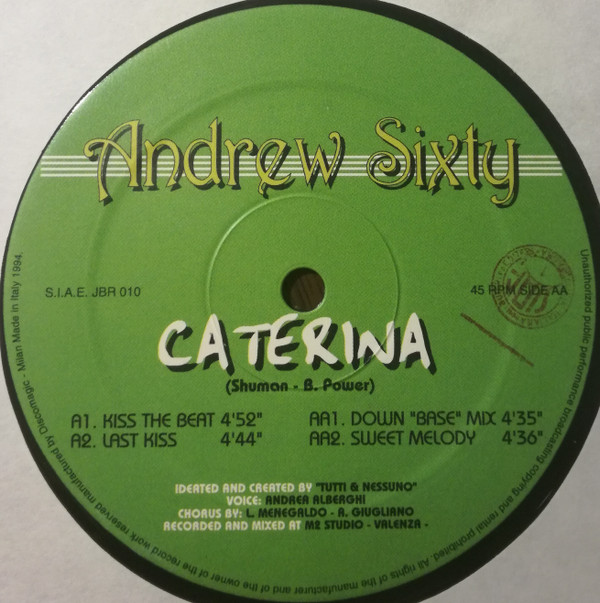 Andrew Sixty
S.I.A.E. JBR 010
45 RPM SIDE AA
CATERINA
(Shuman - B. Power)
A1. KISS THE BEAT 4'52"
A2. LAST KISS 4'44"
AA1. DOWN "BASE" MIX 4'35"
AA2. SWEET MELODY 4'36"
IDEATED AND CREATED BY "TUTTI & NESSUNO"
VOICE: ANDREA ALBERGHI
CHORUS BY: L. MENEGALDO - A. GIUGLIANO
RECORDED AND MIXED AT M2 STUDIO - VALENZA -
Unauthorized public performance broadcasting copying and rental prohibited. All rights of the manufacturer and of the owner of the record work reserved manufactured by Discomagic - Milan Made in Italy 1994.